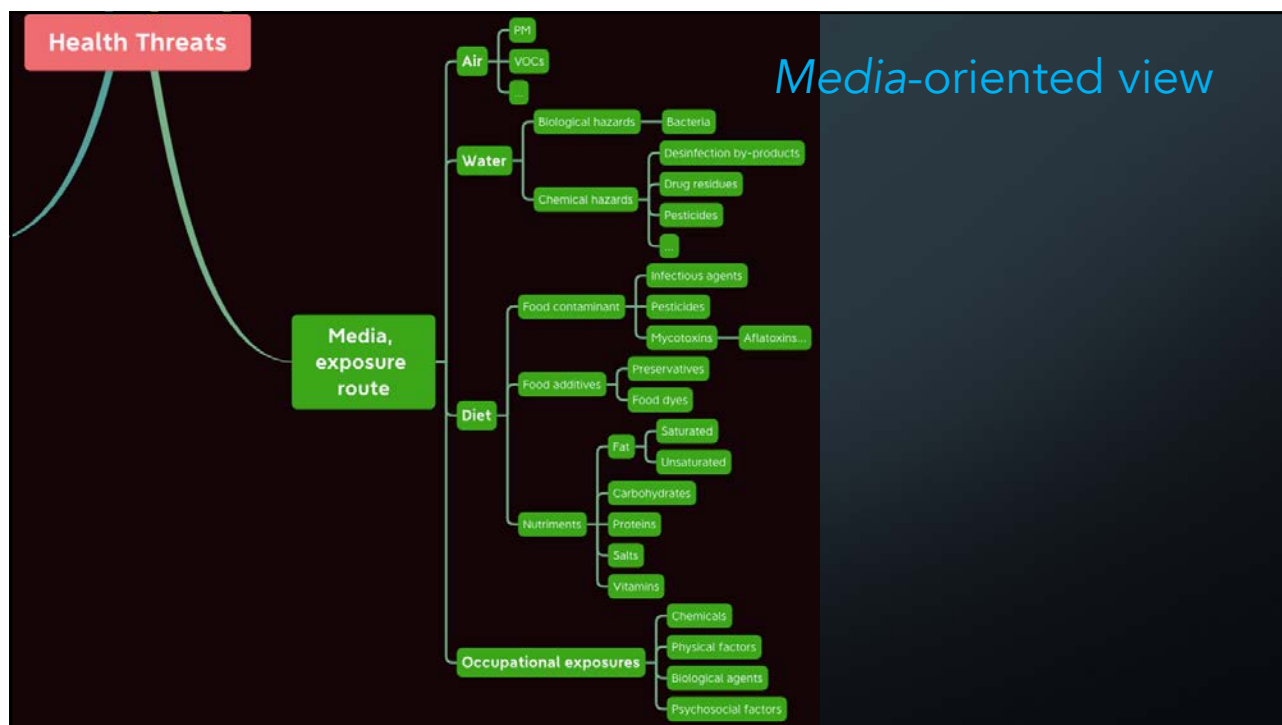 Health Threats
Media-oriented view
Media,
exposure
route
Air
PM
VOCs
...
Water
Biological hazards
Bacteria
Chemical hazards
Desinfection by-products
Drug residues
Pesticides
...
Diet
Food contaminant
Infectious agents
Pesticides
Mycotoxins
Aflatoxins...
Food additives
Preservatives
Food dyes
Nutriments
Fat
Saturated
Unsaturated
Carbohydrates
Proteins
Salts
Vitamins
Occupational exposures
Chemicals
Physical factors
Biological agents
Psychosocial factors